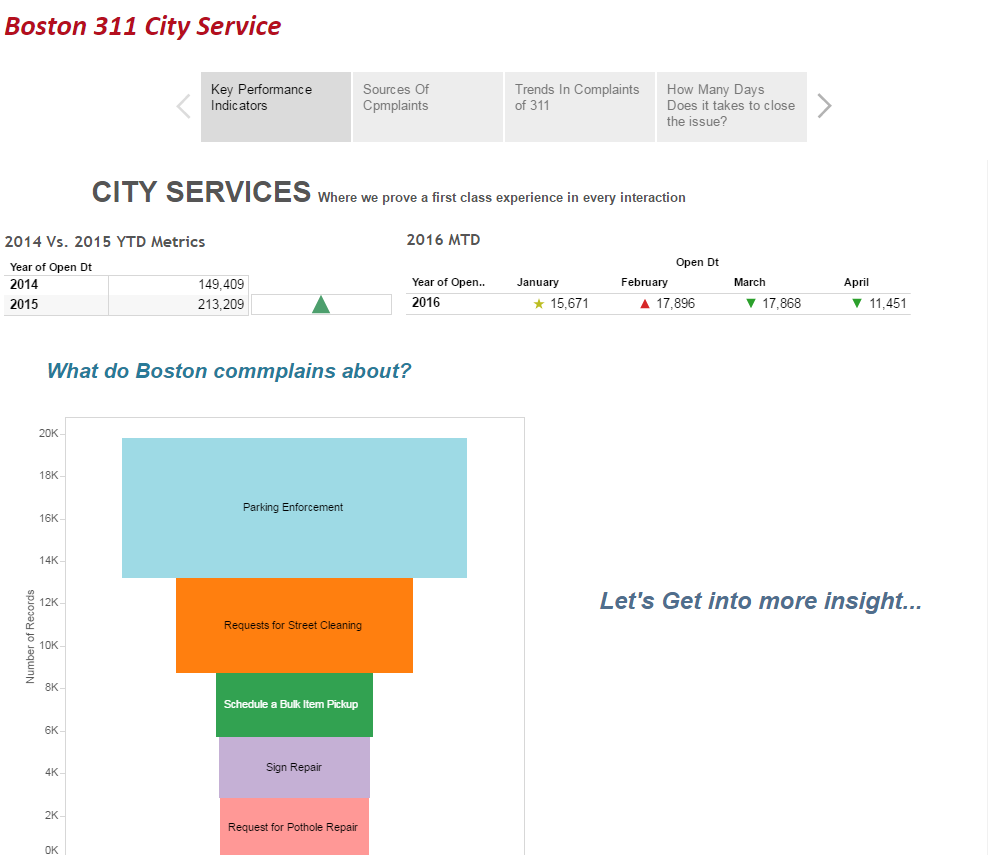 Boston 311 City Service
Key Performance
Indicators
Sources Of
Cpmplaints
Trends In Complaints
of 311
How Many Days
Does it takes to close
the issue?
CITY SERVICES Where we prove a first class experience in every interaction
2014 Vs. 2015 YTD Metrics
Year of Open Dt
2014 149,409
2015 213,209
2016 MTD
Open Dt
Year of Open.. January February March April
2016 15,671 17,896 17,868 11,451
What do Boston commplains about?
20K
18K
16K
14K
12K
10K
8K
6K
4K
2K
0K
Number of Records
Parking Enforcement
Requests for Street Cleaning
Schedule a Bulk Item Pickup
Sign Repair
Request for Pothole Repair
Let's Get into more insight...